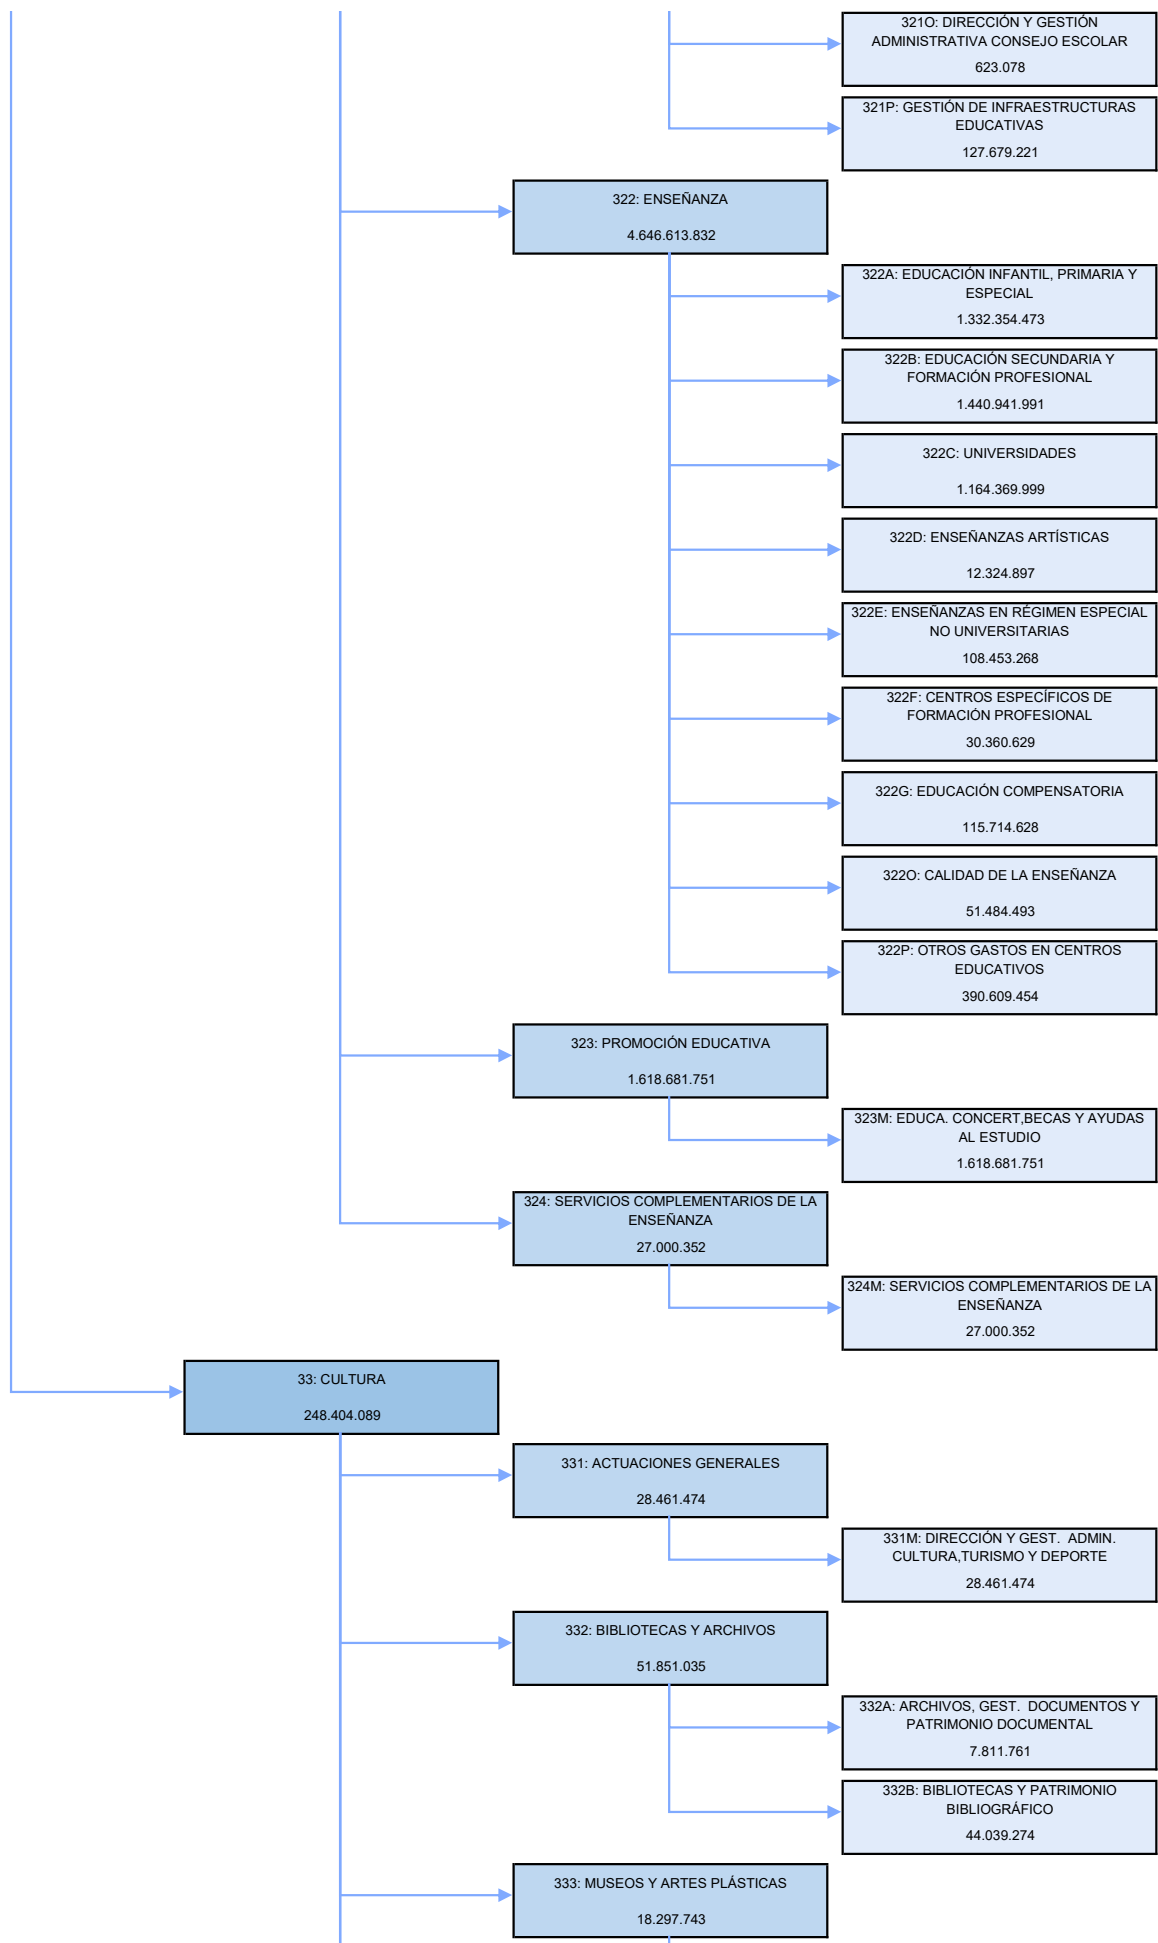 321O: DIRECCIÓN Y GESTIÓN
ADMINISTRATIVA CONSEJO ESCOLAR
623.078
321P: GESTIÓN DE INFRAESTRUCTURAS
EDUCATIVAS
127.679.221
322: ENSEÑANZA
4.646.613.832
322A: EDUCACIÓN INFANTIL, PRIMARIA Y
ESPECIAL
1.332.354.473
322B: EDUCACIÓN SECUNDARIA Y
FORMACIÓN PROFESIONAL
1.440.941.991
322C: UNIVERSIDADES
1.164.369.999
322D: ENSEÑANZAS ARTÍSTICAS
12.324.897
322E: ENSEÑANZAS EN RÉGIMEN ESPECIAL
NO UNIVERSITARIAS
108.453.268
322F: CENTROS ESPECÍFICOS DE
FORMACIÓN PROFESIONAL
30.360.629
322G: EDUCACIÓN COMPENSATORIA
115.714.628
322O: CALIDAD DE LA ENSEÑANZA
51.484.493
322P: OTROS GASTOS EN CENTROS
EDUCATIVOS
390.609.454
323: PROMOCIÓN EDUCATIVA
1.618.681.751
323M: EDUCA. CONCERT,BECAS Y AYUDAS
AL ESTUDIO
1.618.681.751
324: SERVICIOS COMPLEMENTARIOS DE LA
ENSEÑANZA
27.000.352
324M: SERVICIOS COMPLEMENTARIOS DE LA
ENSEÑANZA
27.000.352
33: CULTURA
248.404.089
331: ACTUACIONES GENERALES
28.461.474
331M: DIRECCIÓN Y GEST.  ADMIN.
CULTURA,TURISMO Y DEPORTE
28.461.474
332: BIBLIOTECAS Y ARCHIVOS
51.851.035
332A: ARCHIVOS, GEST.  DOCUMENTOS Y
PATRIMONIO DOCUMENTAL
7.811.761
332B: BIBLIOTECAS Y PATRIMONIO
BIBLIOGRÁFICO
44.039.274
333: MUSEOS Y ARTES PLÁSTICAS
18.297.743